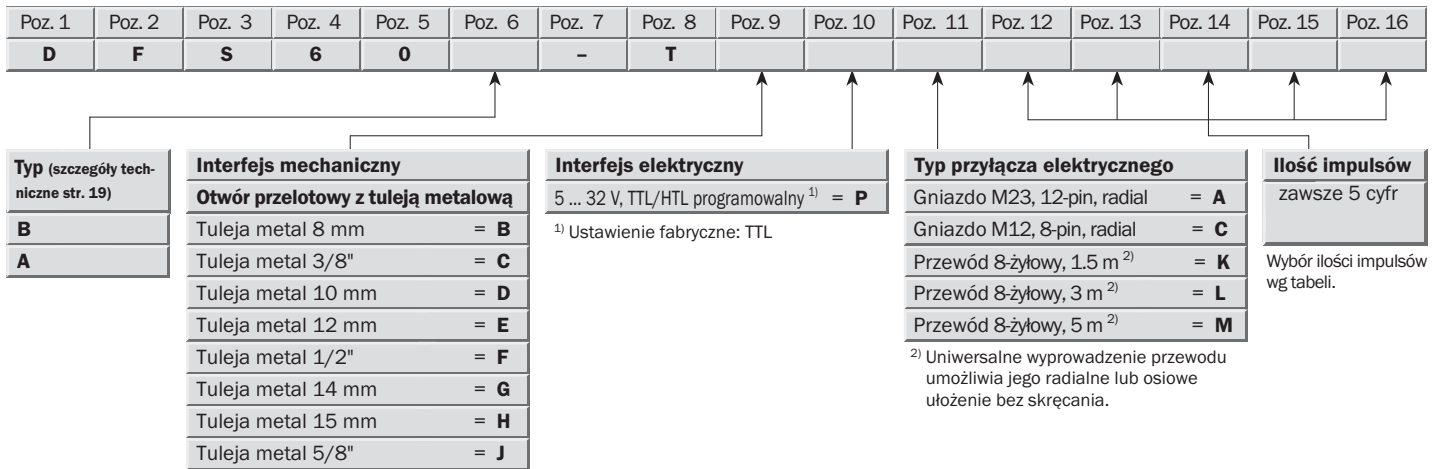 Poz. 1 Poz. 2 Poz. 3 Poz. 4 Poz. 5 Poz. 6 Poz. 7 Poz. 8 Poz. 9 Poz. 10 Poz. 11 Poz. 12 Poz. 13 Poz. 14 Poz. 15 Poz. 16
D F S 6 0 – T
Typ (szczegóły tech-
niczne str. 19)
B
A
Interfejs mechaniczny
Otwór przelotowy z tuleją metalową
Tuleja metal 8 mm = B
Tuleja metal 3/8" = C
Tuleja metal 10 mm = D
Tuleja metal 12 mm = E
Tuleja metal 1/2" = F
Tuleja metal 14 mm = G
Tuleja metal 15 mm = H
Tuleja metal 5/8" = J
Interfejs elektryczny
5 ... 32 V, TTL/HTL programowalny 1) = P
1) Ustawienie fabryczne: TTL
Typ przyłącza elektrycznego
Gniazdo M23, 12-pin, radial = A
Gniazdo M12, 8-pin, radial = C
Przewód 8-żyłowy, 1.5 m 2) = K
Przewód 8-żyłowy, 3 m 2) = L
Przewód 8-żyłowy, 5 m 2) = M
2) Uniwersalne wyprowadzenie przewodu
umożliwia jego radialne lub osiowe
ułożenie bez skręcania.
Ilość impulsów
zawsze 5 cyfr
Wybór ilości impulsów
wg tabeli.